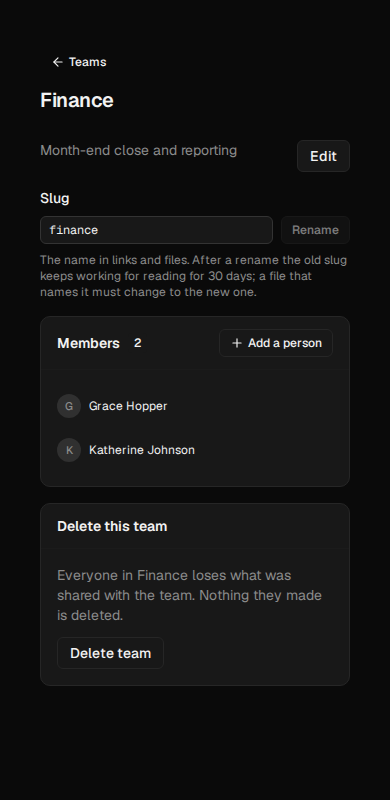 Teams
Finance
Month-end close and reporting
Edit
Slug
finance
Rename
The name in links and files. After a rename the old slug
keeps working for reading for 30 days; a file that
names it must change to the new one.
Members 2
Add a person
G Grace Hopper
K Katherine Johnson
Delete this team
Everyone in Finance loses what was
shared with the team. Nothing they made
is deleted.
Delete team